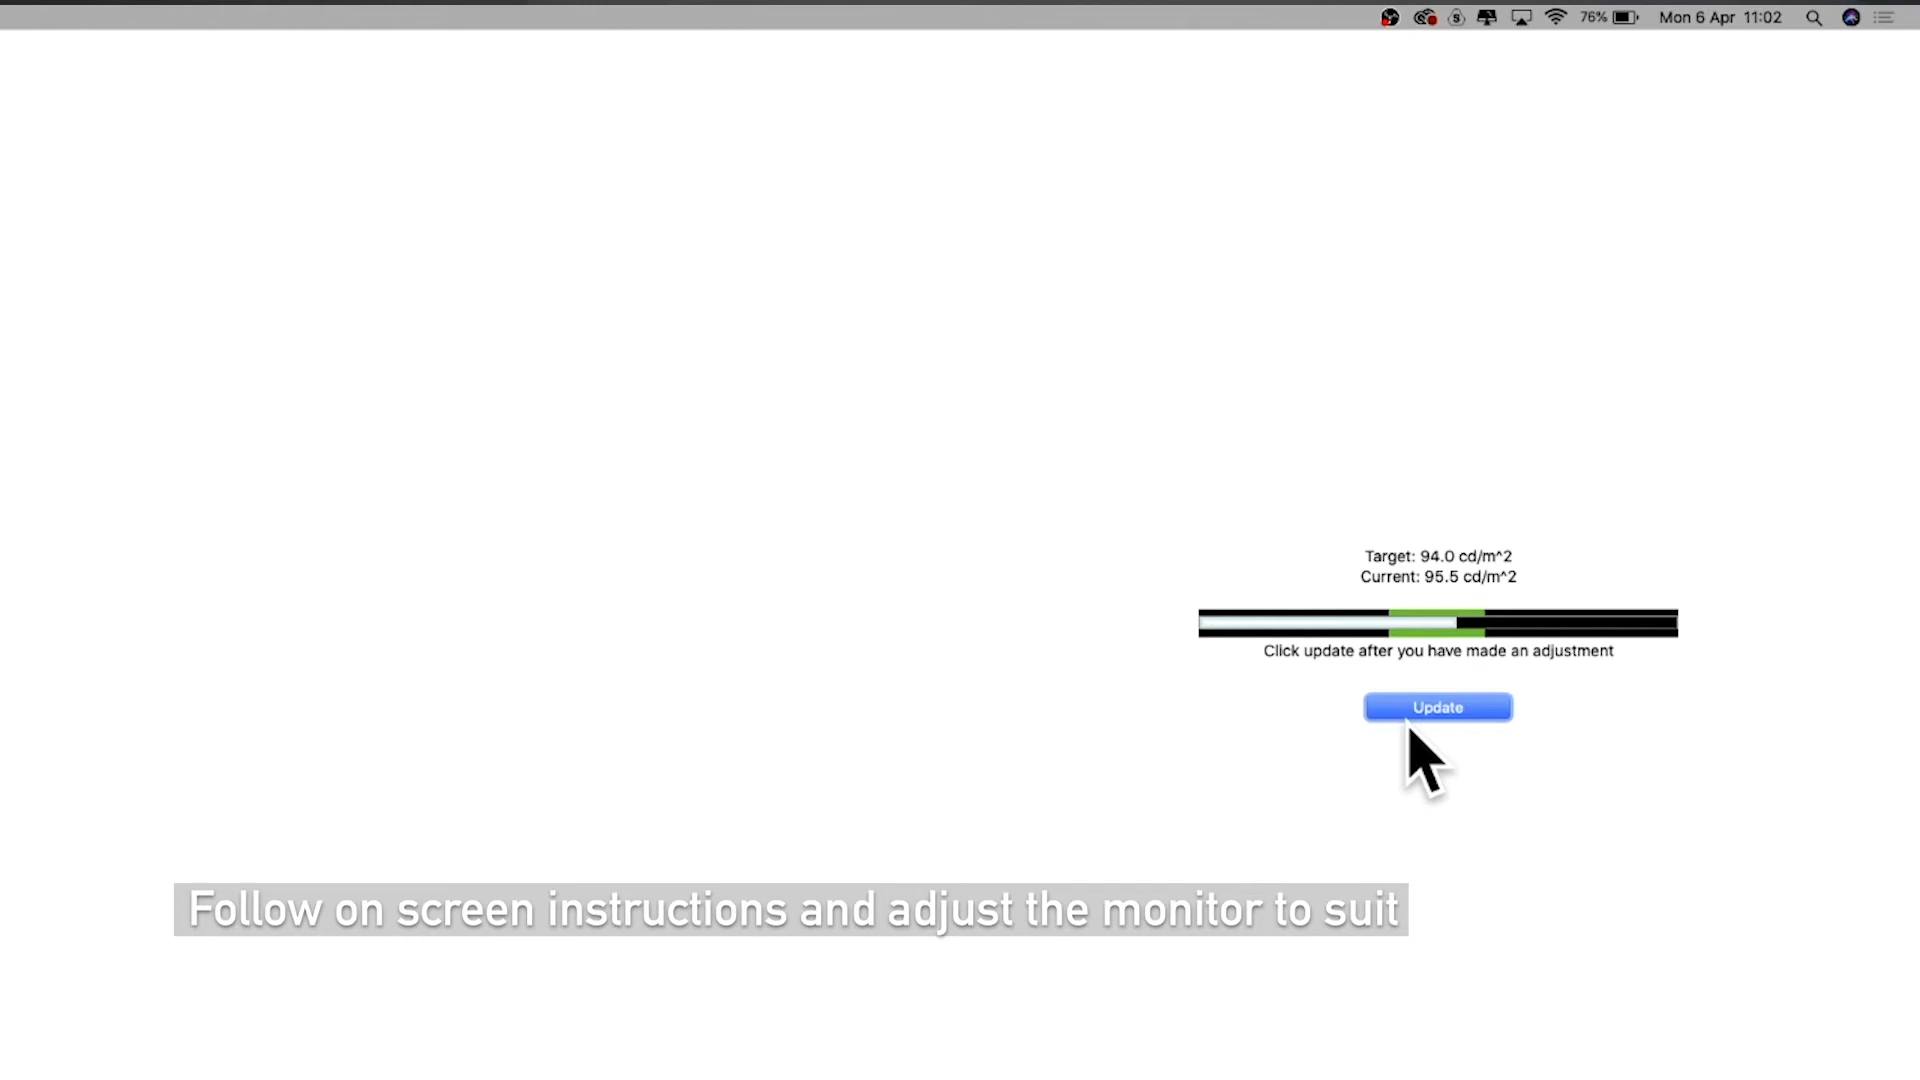 76% Mon 6 Apr 11:02
Target: 94.0 cd/m^2
Current: 95.5 cd/m^2
Click update after you have made an adjustment
Update
Follow on screen instructions and adjust the monitor to suit